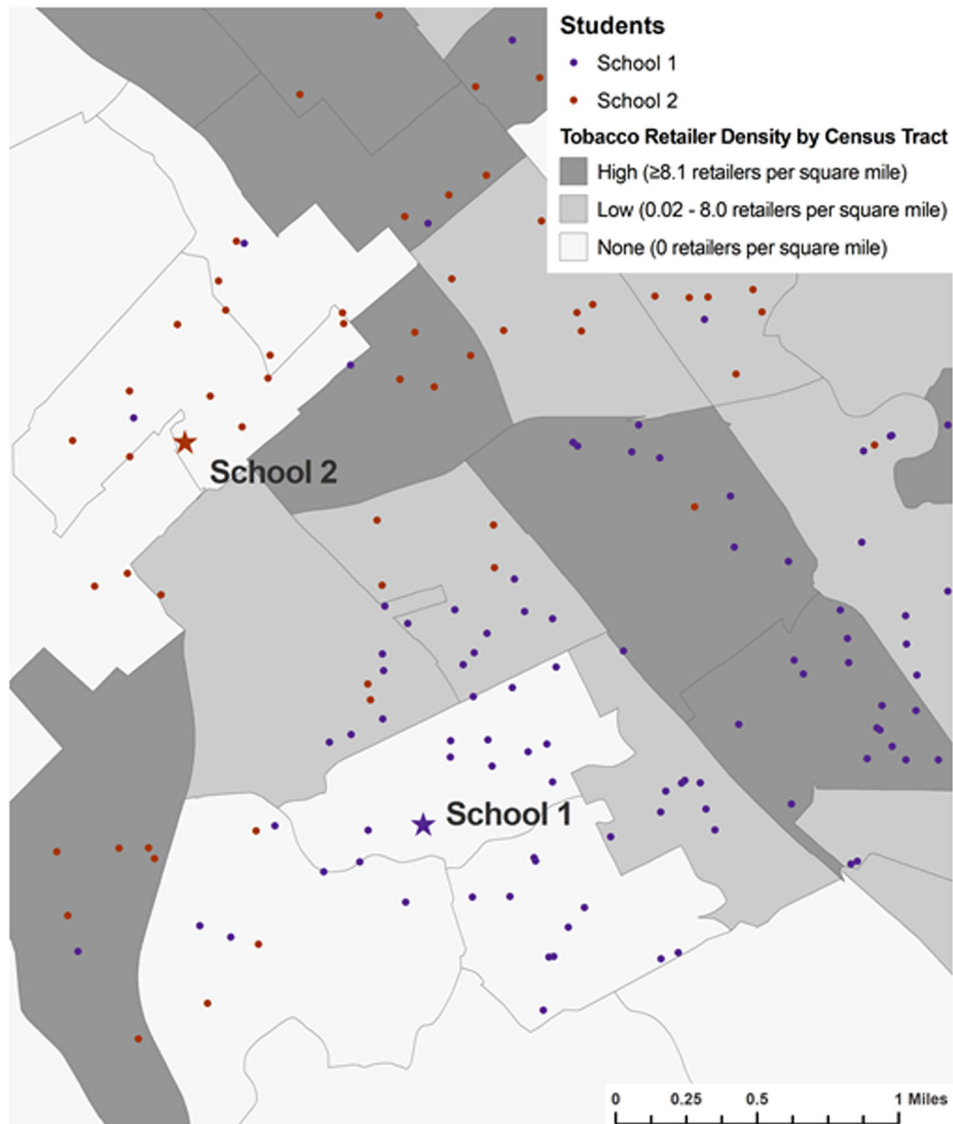 Students
School 1
School 2
Tobacco Retailer Density by Census Tract
High (≥8.1 retailers per square mile)
Low (0.02 - 8.0 retailers per square mile)
None (0 retailers per square mile)
School 2
School 1
0 0.25 0.5 1 Miles